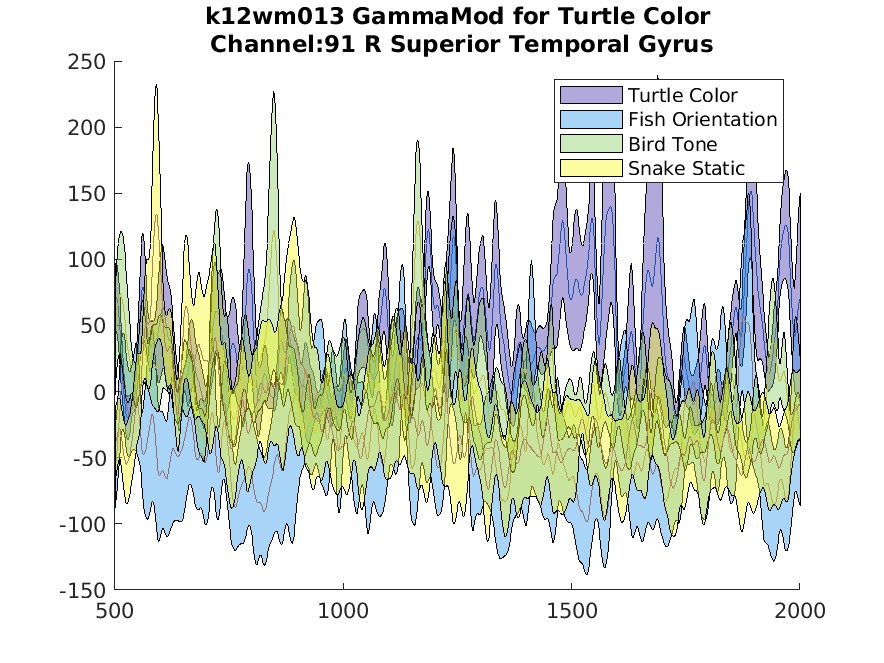 k12wm013 GammaMod for Turtle Color
Channel:91 R Superior Temporal Gyrus
250
200
150
100
50
0
-50
-100
-150
500
1000
1500
2000
Turtle Color
Fish Orientation
Bird Tone
Snake Static